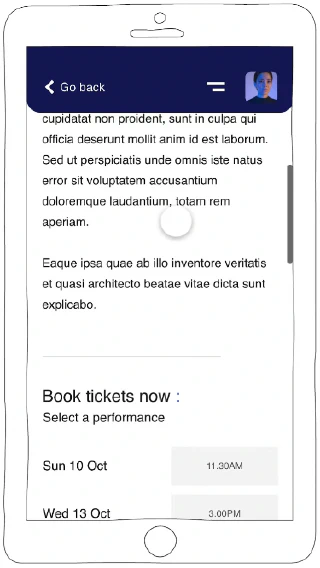 Go back
cupidatat non proident, sunt in culpa qui
officia deserunt mollit anim id est laborum.
Sed ut perspiciatis unde omnis iste natus
error sit voluptatem accusantium
doloremque laudantium, totam rem
aperiam.
Eaque ipsa quae ab illo inventore veritatis
et quasi architecto beatae vitae dicta sunt
explicabo.
Book tickets now :
Select a performance
Sun 10 Oct
11.30AM
Wed 13 Oct
3.00PM